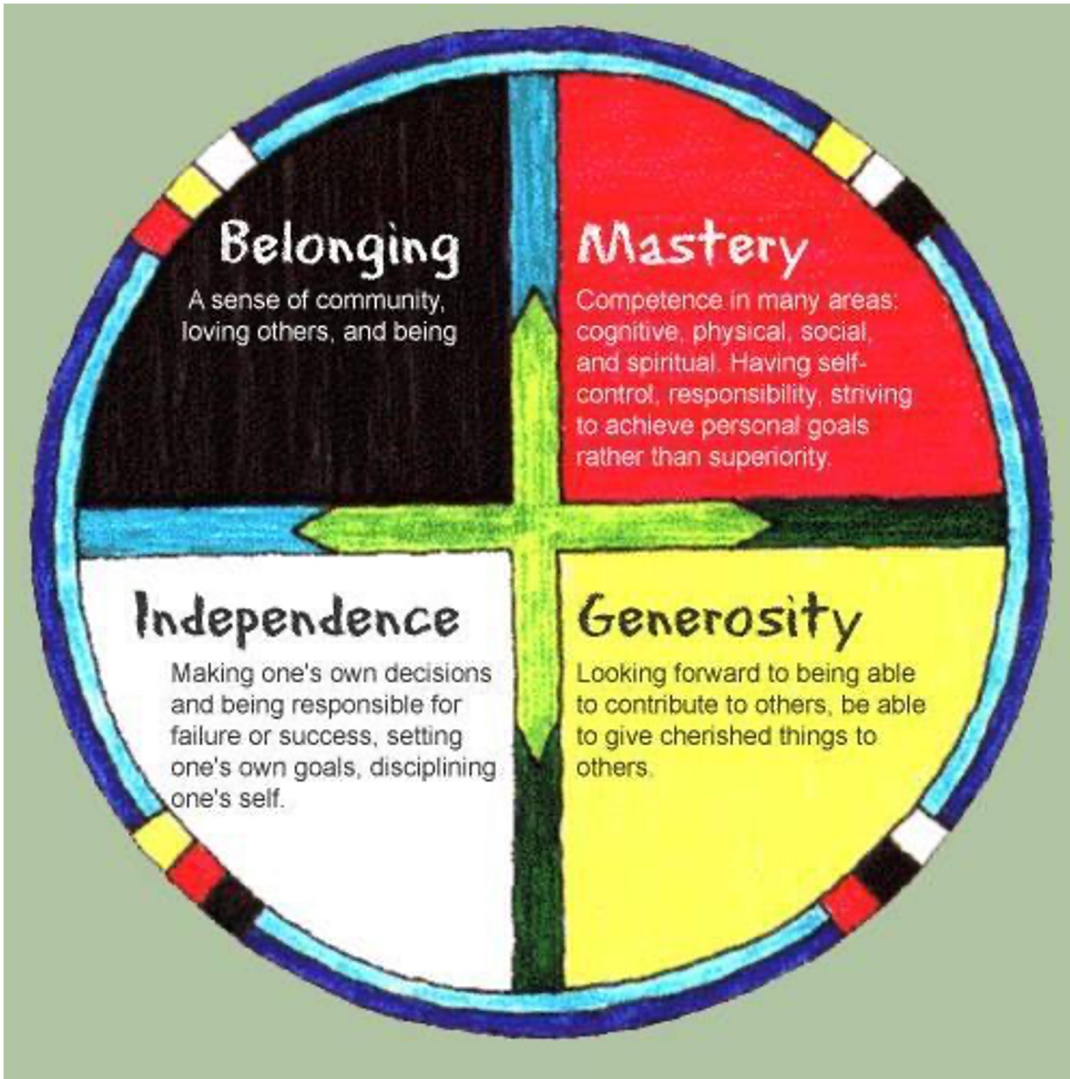 Belonging
A sense of community,
loving others, and being
Mastery
Competence in many areas:
cognitive, physical, social,
and spiritual. Having self-
control, responsibility, striving
to achieve personal goals
rather than superiority.
Independence
Making one's own decisions
and being responsible for
failure or success, setting
one's own goals, disciplining
one's self.
Generosity
Looking forward to being able
to contribute to others, be able
to give cherished things to
others.